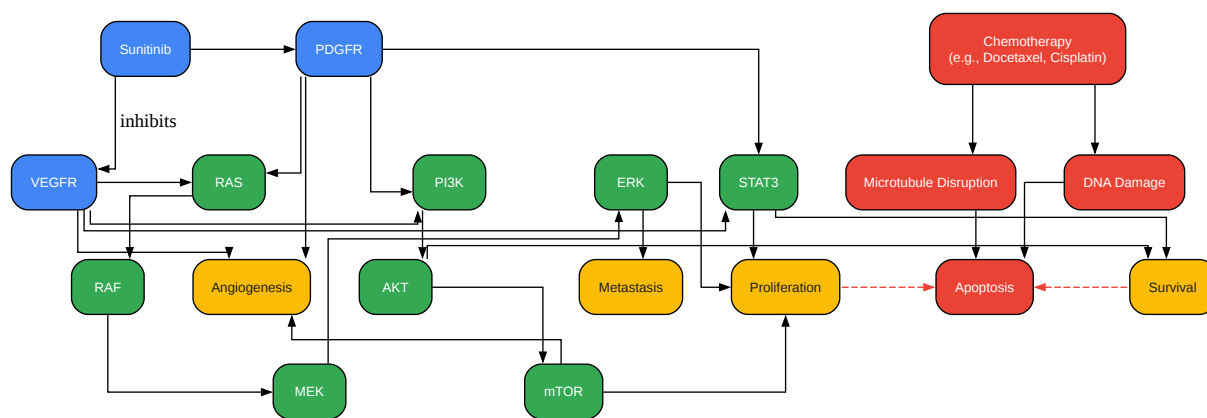 Sunitinib
PDGFR
Chemotherapy
(e.g., Docetaxel, Cisplatin)
inhibits
VEGFR
RAS
PI3K
ERK
STAT3
Microtubule Disruption
DNA Damage
RAF
Angiogenesis
AKT
Metastasis
Proliferation
Apoptosis
Survival
MEK
mTOR